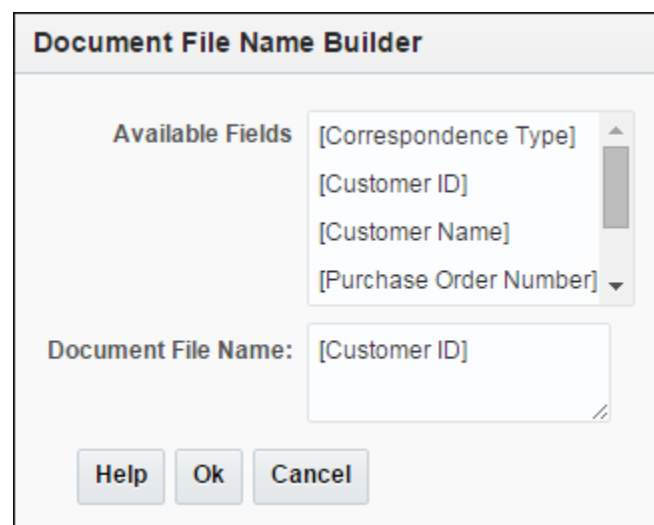 Document File Name Builder
Available Fields
[Correspondence Type]
[Customer ID]
[Customer Name]
[Purchase Order Number]
Document File Name: [Customer ID]
Help Ok Cancel